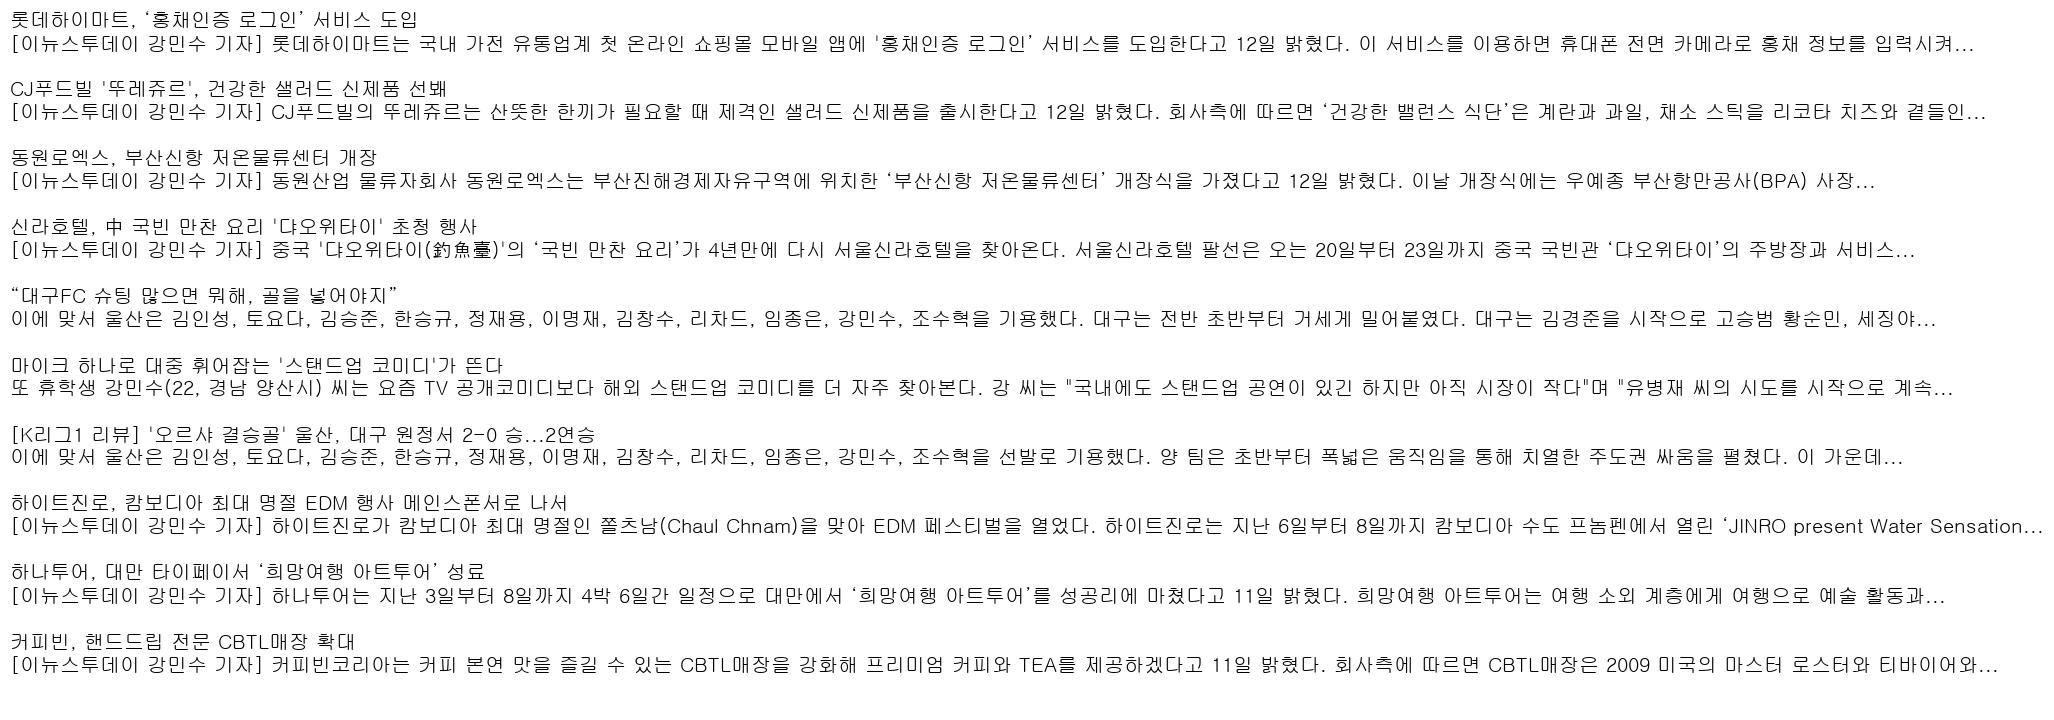 롯데하이마트, ‘홍채인증 로그인’ 서비스 도입
[이뉴스투데이 강민수 기자] 롯데하이마트는 국내 가전 유통업계 첫 온라인 쇼핑몰 모바일 앱에 '홍채인증 로그인’ 서비스를 도입한다고 12일 밝혔다. 이 서비스를 이용하면 휴대폰 전면 카메라로 홍채 정보를 입력시켜...
CJ푸드빌 '뚜레쥬르', 건강한 샐러드 신제품 선봬
[이뉴스투데이 강민수 기자] CJ푸드빌의 뚜레쥬르는 산뜻한 한끼가 필요할 때 제격인 샐러드 신제품을 출시한다고 12일 밝혔다. 회사측에 따르면 ‘건강한 밸런스 식단’은 계란과 과일, 채소 스틱을 리코타 치즈와 곁들인...
동원로엑스, 부산신항 저온물류센터 개장
[이뉴스투데이 강민수 기자] 동원산업 물류자회사 동원로엑스는 부산진해경제자유구역에 위치한 ‘부산신항 저온물류센터’ 개장식을 가졌다고 12일 밝혔다. 이날 개장식에는 우예종 부산항만공사(BPA) 사장...
신라호텔, 中 국빈 만찬 요리 '댜오위타이' 초청 행사
[이뉴스투데이 강민수 기자] 중국 '댜오위타이(釣魚臺)'의 ‘국빈 만찬 요리’가 4년만에 다시 서울신라호텔을 찾아온다. 서울신라호텔 팔선은 오는 20일부터 23일까지 중국 국빈관 ‘댜오위타이’의 주방장과 서비스...
“대구FC 슈팅 많으면 뭐해, 골을 넣어야지”
이에 맞서 울산은 김인성, 토요다, 김승준, 한승규, 정재용, 이명재, 김창수, 리차드, 임종은, 강민수, 조수혁을 기용했다. 대구는 전반 초반부터 거세게 밀어붙였다. 대구는 김경준을 시작으로 고승범 황순민, 세징야...
마이크 하나로 대중 휘어잡는 '스탠드업 코미디'가 뜬다
또 휴학생 강민수(22, 경남 양산시) 씨는 요즘 TV 공개코미디보다 해외 스탠드업 코미디를 더 자주 찾아본다. 강 씨는 "국내에도 스탠드업 공연이 있긴 하지만 아직 시장이 작다"며 "유병재 씨의 시도를 시작으로 계속...
[K리그1 리뷰] '오르샤 결승골' 울산, 대구 원정서 2-0 승...2연승
이에 맞서 울산은 김인성, 토요다, 김승준, 한승규, 정재용, 이명재, 김창수, 리차드, 임종은, 강민수, 조수혁을 선발로 기용했다. 양 팀은 초반부터 폭넓은 움직임을 통해 치열한 주도권 싸움을 펼쳤다. 이 가운데...
하이트진로, 캄보디아 최대 명절 EDM 행사 메인스폰서로 나서
[이뉴스투데이 강민수 기자] 하이트진로가 캄보디아 최대 명절인 쫄츠남(Chaul Chnam)을 맞아 EDM 페스티벌을 열었다. 하이트진로는 지난 6일부터 8일까지 캄보디아 수도 프놈펜에서 열린 ‘JINRO present Water Sensation...
하나투어, 대만 타이페이서 ‘희망여행 아트투어’ 성료
[이뉴스투데이 강민수 기자] 하나투어는 지난 3일부터 8일까지 4박 6일간 일정으로 대만에서 ‘희망여행 아트투어’를 성공리에 마쳤다고 11일 밝혔다. 희망여행 아트투어는 여행 소외 계층에게 여행으로 예술 활동과...
커피빈, 핸드드립 전문 CBTL매장 확대
[이뉴스투데이 강민수 기자] 커피빈코리아는 커피 본연 맛을 즐길 수 있는 CBTL매장을 강화해 프리미엄 커피와 TEA를 제공하겠다고 11일 밝혔다. 회사측에 따르면 CBTL매장은 2009 미국의 마스터 로스터와 티바이어와...